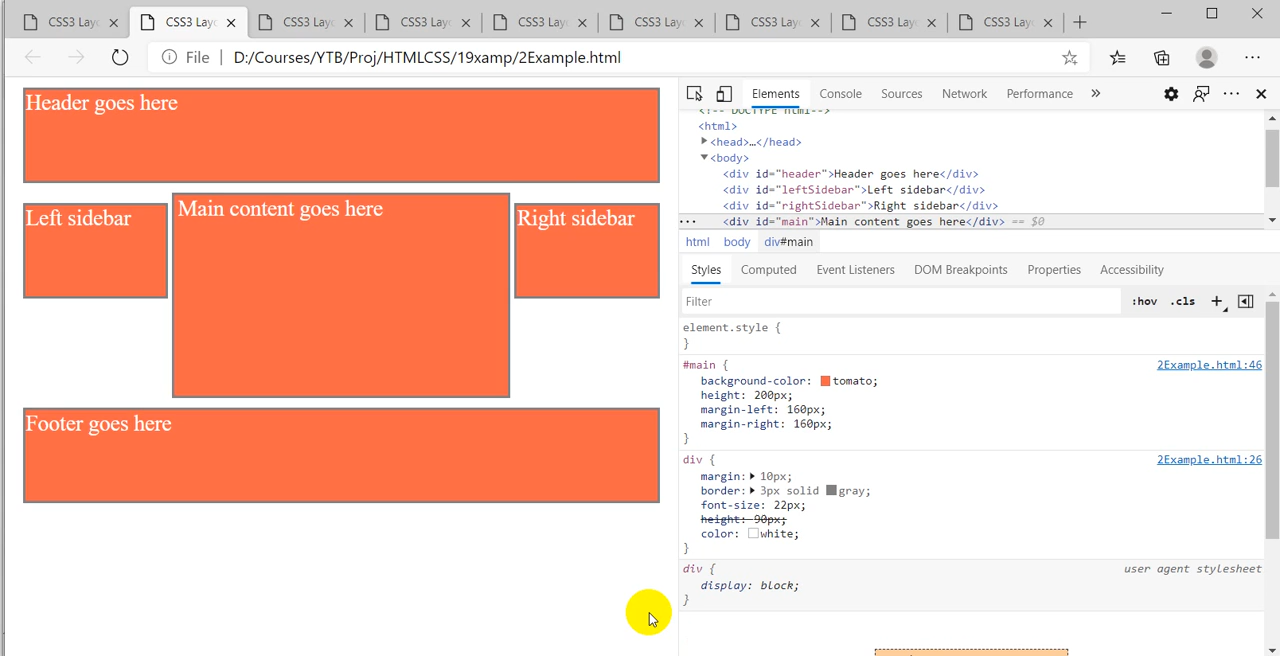 CSS3 Layo
CSS3 Layo
CSS3 Layo
CSS3 Layo
CSS3 Layo
CSS3 Layo
CSS3 Layo
CSS3 Layo
CSS3 Layo
File | D:/Courses/YTB/Proj/HTMLCSS/19xamp/2Example.html
Header goes here
Left sidebar
Main content goes here
Right sidebar
Footer goes here
Elements Console Sources Network Performance »
<!-- DOCTYPE html-->
<html>
<head>…</head>
<body>
<div id="header">Header goes here</div>
<div id="leftSidebar">Left sidebar</div>
<div id="rightSidebar">Right sidebar</div>
<div id="main">Main content goes here</div> == $0
html body div#main
Styles Computed Event Listeners DOM Breakpoints Properties Accessibility
Filter :hov .cls +
element.style {
}
#main { 2Example.html:46
background-color: tomato;
height: 200px;
margin-left: 160px;
margin-right: 160px;
}
div { 2Example.html:26
margin: 10px;
border: 3px solid gray;
font-size: 22px;
height: 90px;
color: white;
}
div { user agent stylesheet
display: block;
}